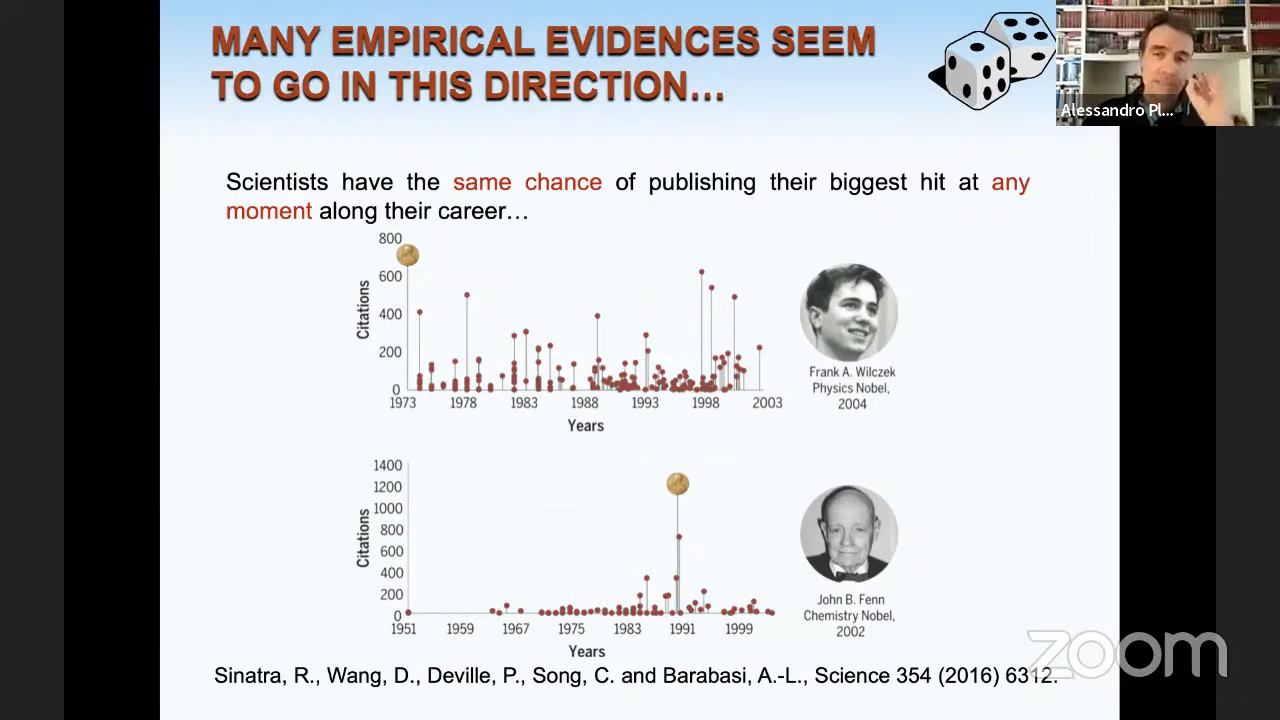 MANY EMPIRICAL EVIDENCES SEEM
TO GO IN THIS DIRECTION…
Alessandro Pl...
Scientists have the same chance of publishing their biggest hit at any
moment along their career…
800
600
400
200
0
Citations
1973 1978 1983 1988 1993 1998 2003
Years
Frank A. Wilczek
Physics Nobel,
2004
1400
1200
1000
800
600
400
200
0
Citations
1951 1959 1967 1975 1983 1991 1999
Years
John B. Fenn
Chemistry Nobel,
2002
zoom
Sinatra, R., Wang, D., Deville, P., Song, C. and Barabasi, A.-L., Science 354 (2016) 6312.